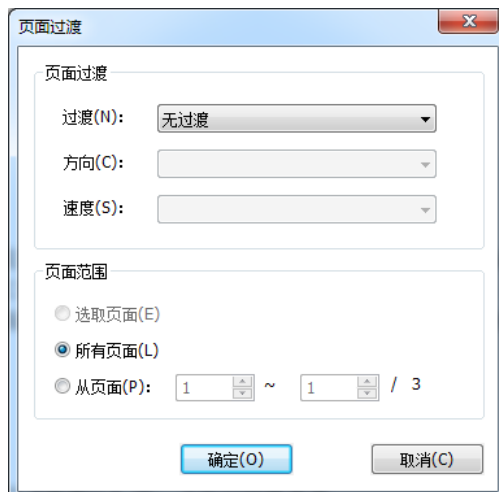 页面过渡
页面过渡
过渡(N):
无过渡
方向(C):
速度(S):
页面范围
选取页面(E)
所有页面(L)
从页面(P): 1 ~ 1 / 3
确定(O) 取消(C)